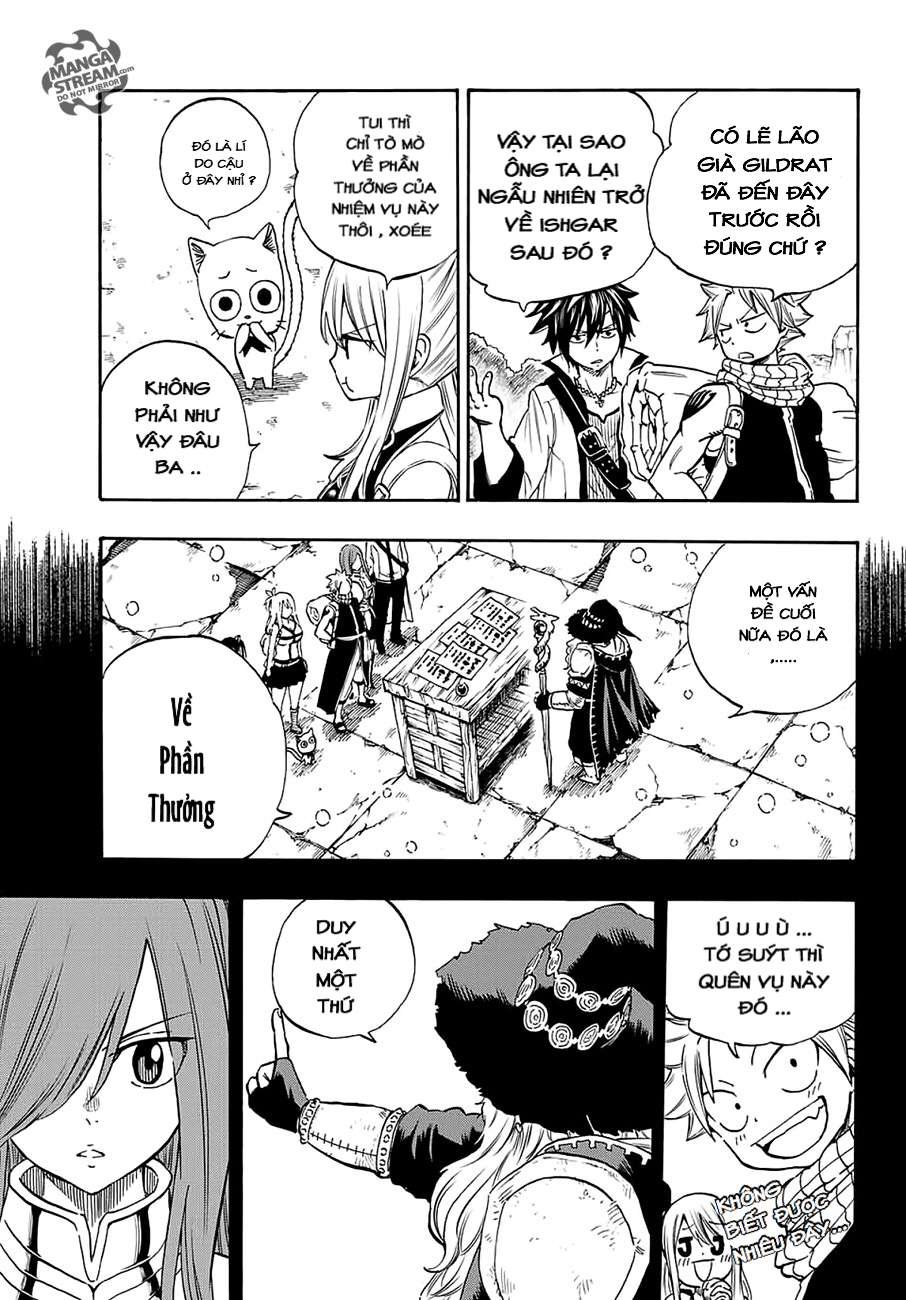 MANGA
STREAM.com
DO NOT MIRROR
CÓ LẼ LÃO
GIÀ GILDRAT
ĐÃ ĐẾN ĐÂY
TRƯỚC RỒI
ĐÚNG CHỨ ?
VẬY TẠI SAO
ÔNG TA LẠI
NGẪU NHIÊN TRỞ
VỀ ISHGAR
SAU ĐÓ ?
TUI THÌ
CHỈ TÒ MÒ
VỀ PHẦN
THƯỞNG CỦA
NHIỆM VỤ NÀY
THÔI , XOÉE
ĐÓ LÀ LÍ
DO CẬU
Ở ĐÂY NHỈ ?
KHÔNG
PHẢI NHƯ
VẬY ĐÂU
BA ..
MỘT VẤN
ĐỀ CUỐI
NỮA ĐÓ LÀ
,......
Về
Phần
Thưởng
Ú U U Ù ...
TỚ SUÝT THÌ
QUÊN VỤ NÀY
ĐÓ ...
KHÔNG
BIẾT ĐƯỢC
NHIÊU ĐÂY ....
DUY
NHẤT
MỘT
THỨ